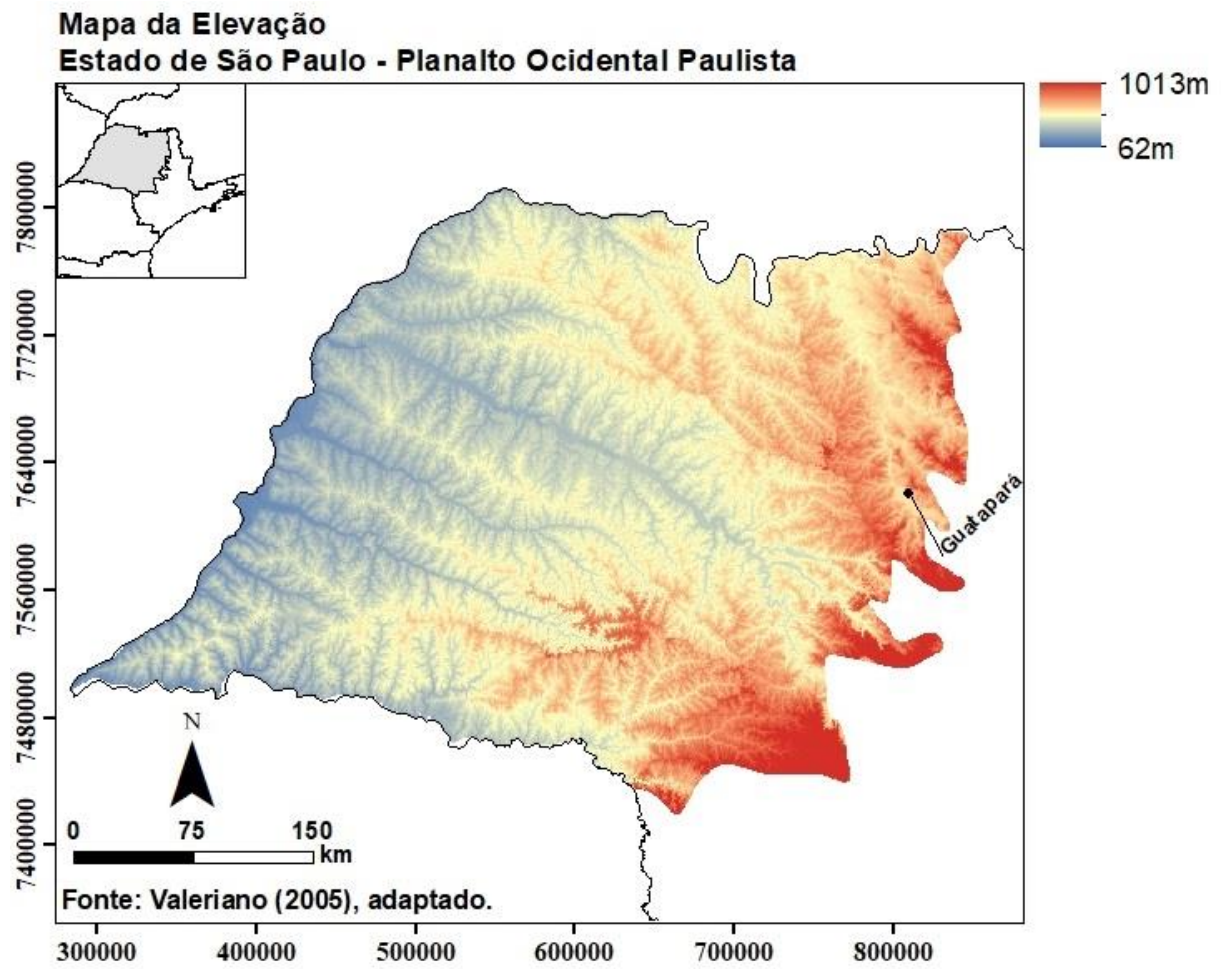 Mapa da Elevação
Estado de São Paulo - Planalto Ocidental Paulista
1013m
62m
7800000
7720000
7640000
7560000
7480000
7400000
Guatapará
N
0 75 150
km
Fonte: Valeriano (2005), adaptado.
300000 400000 500000 600000 700000 800000